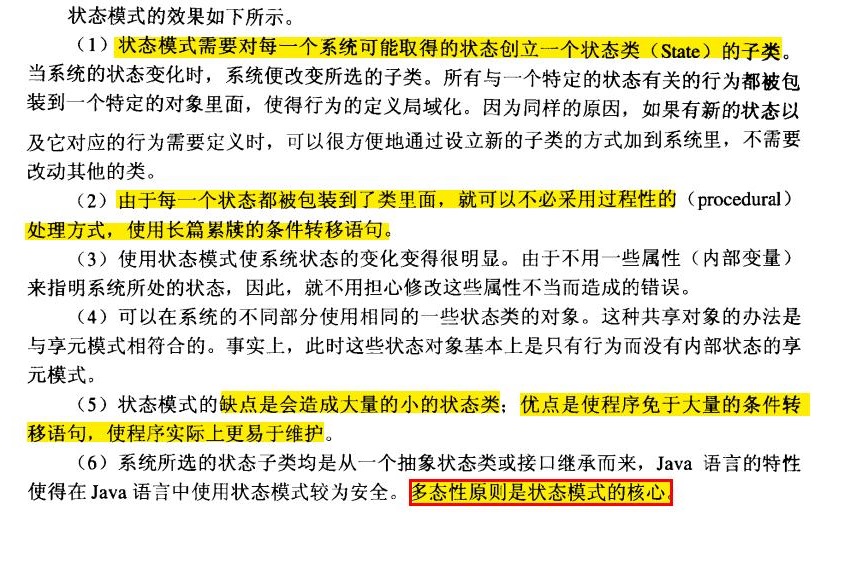 状态模式的效果如下所示。
（1）状态模式需要对每一个系统可能取得的状态创立一个状态类（State）的子类。
当系统的状态变化时，系统便改变所选的子类。所有与一个特定的状态有关的行为都被包
装到一个特定的对象里面，使得行为的定义局域化。因为同样的原因，如果有新的状态以
及它对应的行为需要定义时，可以很方便地通过设立新的子类的方式加到系统里，不需要
改动其他的类。
（2）由于每一个状态都被包装到了类里面，就可以不必采用过程性的（procedural）
处理方式，使用长篇累牍的条件转移语句。
（3）使用状态模式使系统状态的变化变得很明显。由于不用一些属性（内部变量）
来指明系统所处的状态，因此，就不用担心修改这些属性不当而造成的错误。
（4）可以在系统的不同部分使用相同的一些状态类的对象。这种共享对象的办法是
与享元模式相符合的。事实上，此时这些状态对象基本上是只有行为而没有内部状态的享
元模式。
（5）状态模式的缺点是会造成大量的小的状态类；优点是使程序免于大量的条件转
移语句，使程序实际上更易于维护。
（6）系统所选的状态子类均是从一个抽象状态类或接口继承而来，Java 语言的特性
使得在 Java 语言中使用状态模式较为安全。多态性原则是状态模式的核心。